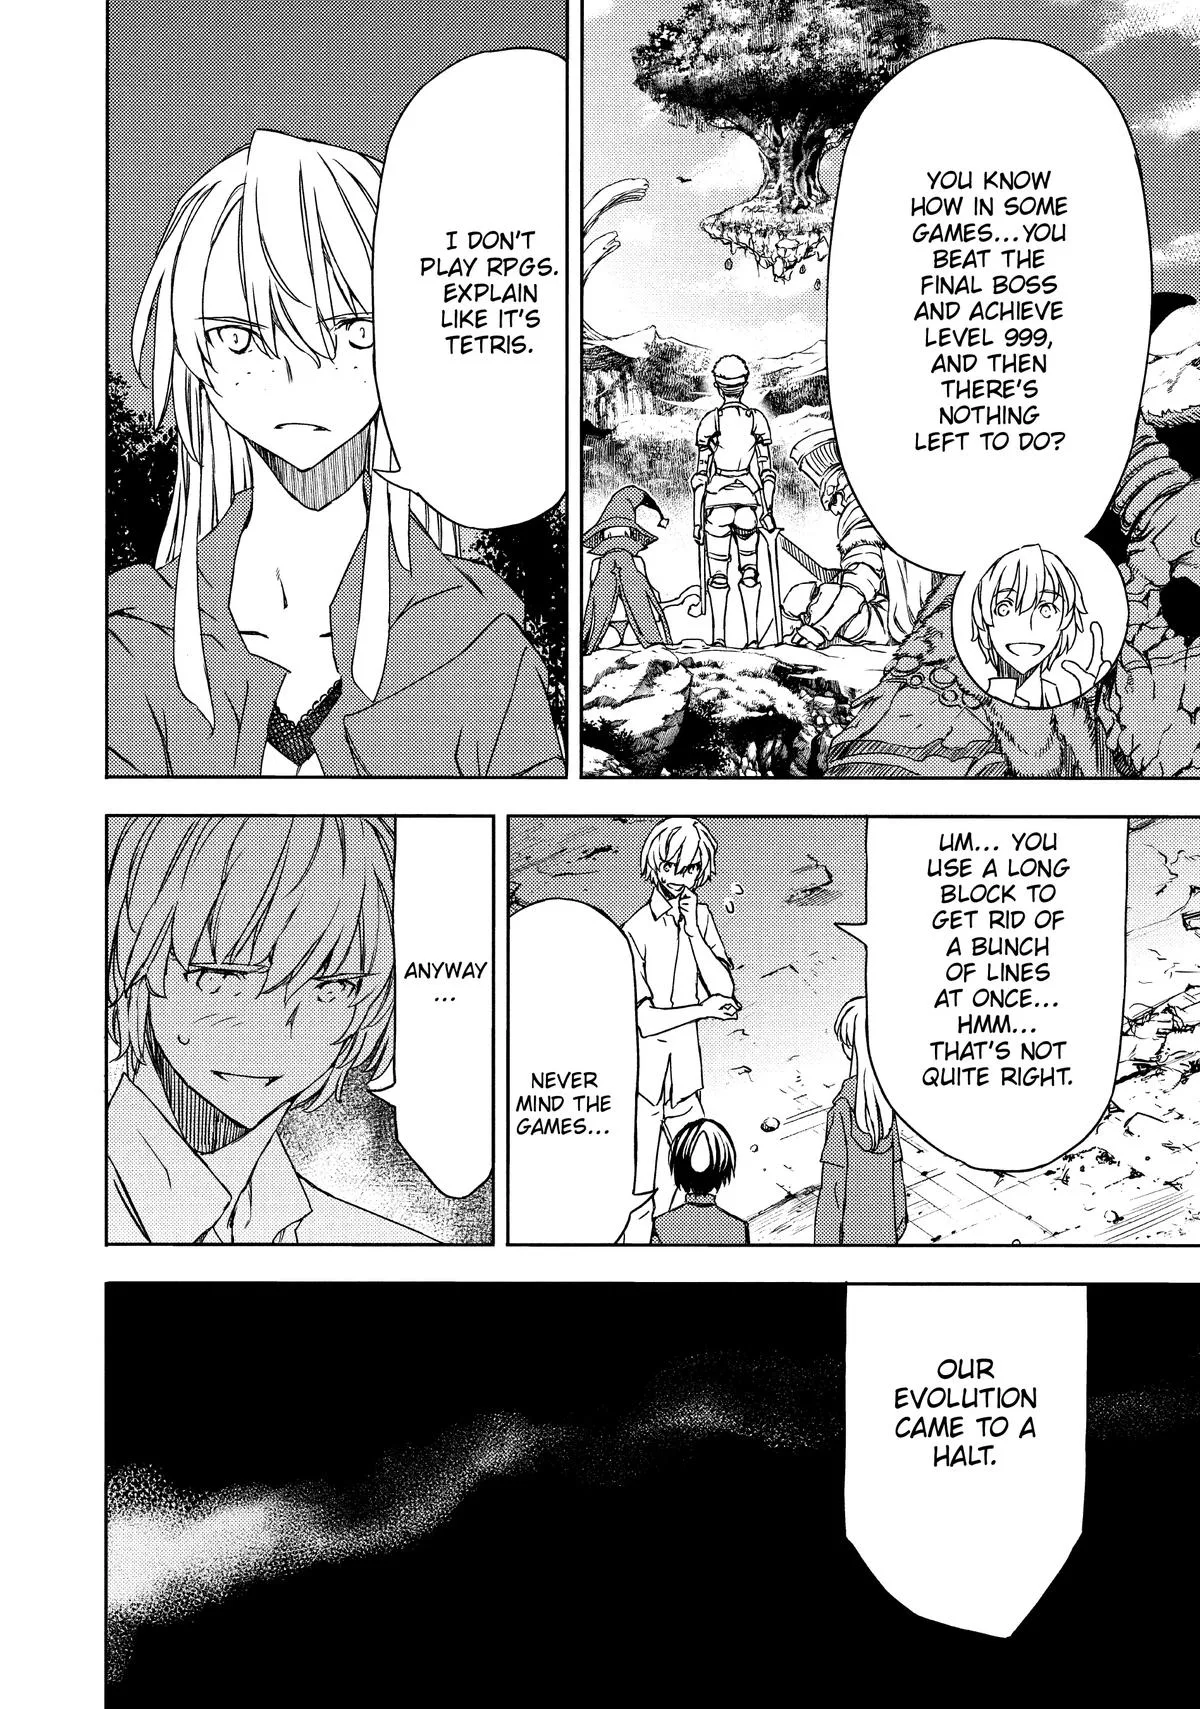 YOU KNOW
HOW IN SOME
GAMES...YOU
BEAT THE
FINAL BOSS
AND ACHIEVE
LEVEL 999,
AND THEN
THERE'S
NOTHING
LEFT TO DO?
I DON'T
PLAY RPGS.
EXPLAIN
LIKE IT'S
TETRIS.
UM... YOU
USE A LONG
BLOCK TO
GET RID OF
A BUNCH
OF LINES
AT ONCE...
HMM...
THAT'S NOT
QUITE RIGHT.
NEVER
MIND THE
GAMES...
ANYWAY
...
OUR
EVOLUTION
CAME TO A
HALT.